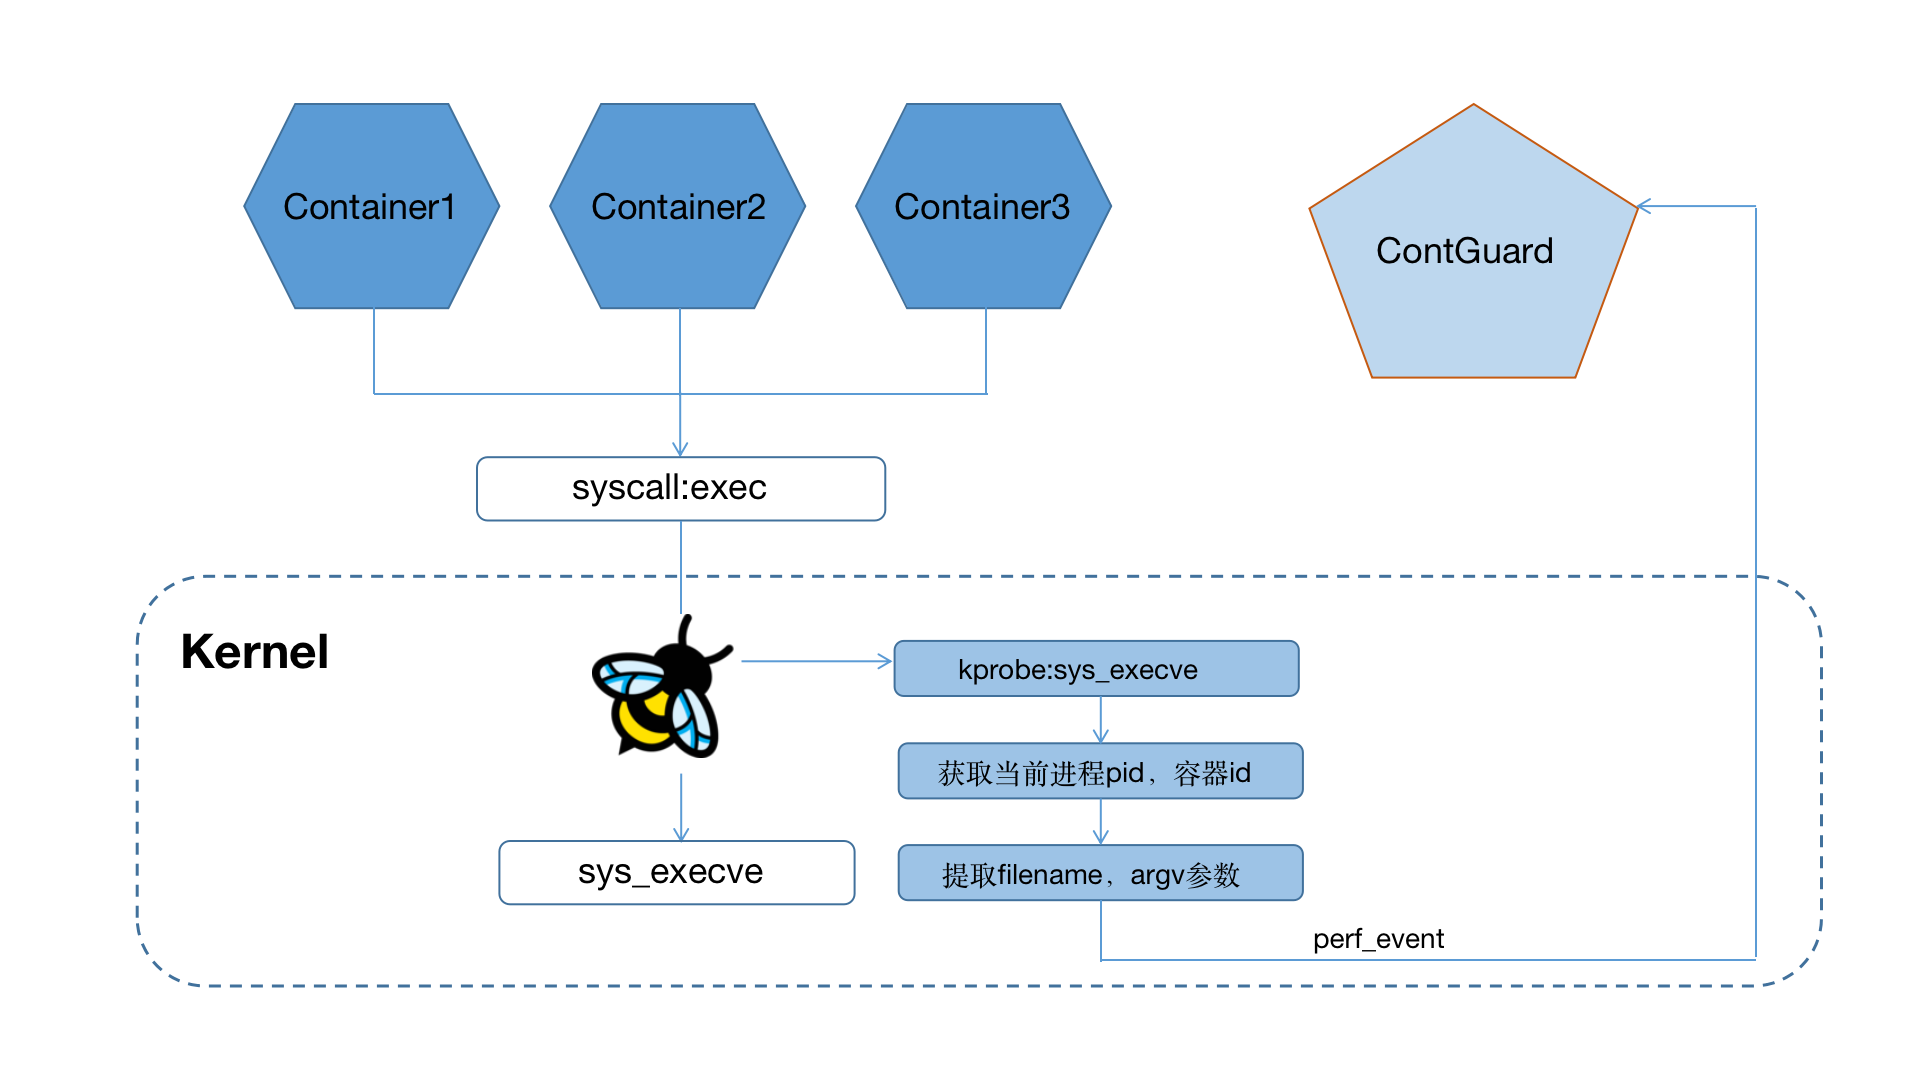 Container1
Container2
Container3
ContGuard
syscall:exec
Kernel
kprobe:sys_execve
获取当前进程pid，容器id
提取filename，argv参数
sys_execve
perf_event